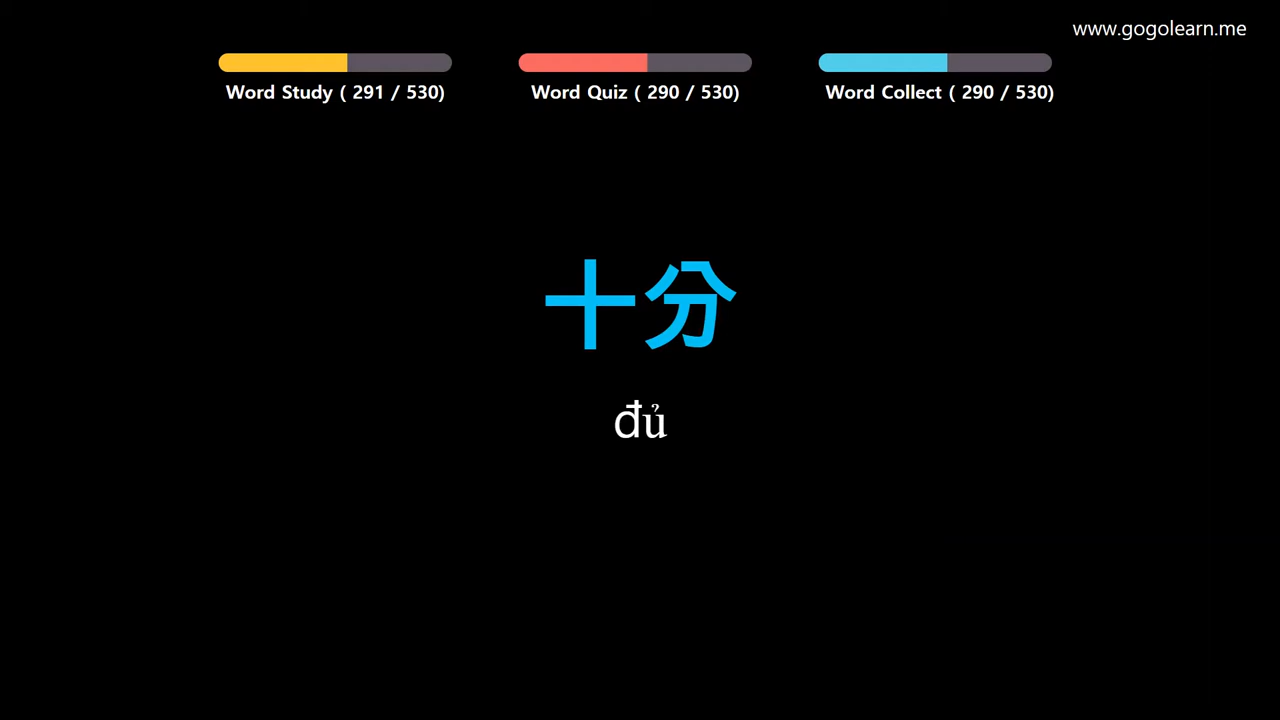 www.gogolearn.me
Word Study ( 291 / 530)
Word Quiz ( 290 / 530)
Word Collect ( 290 / 530)
十分
đủ